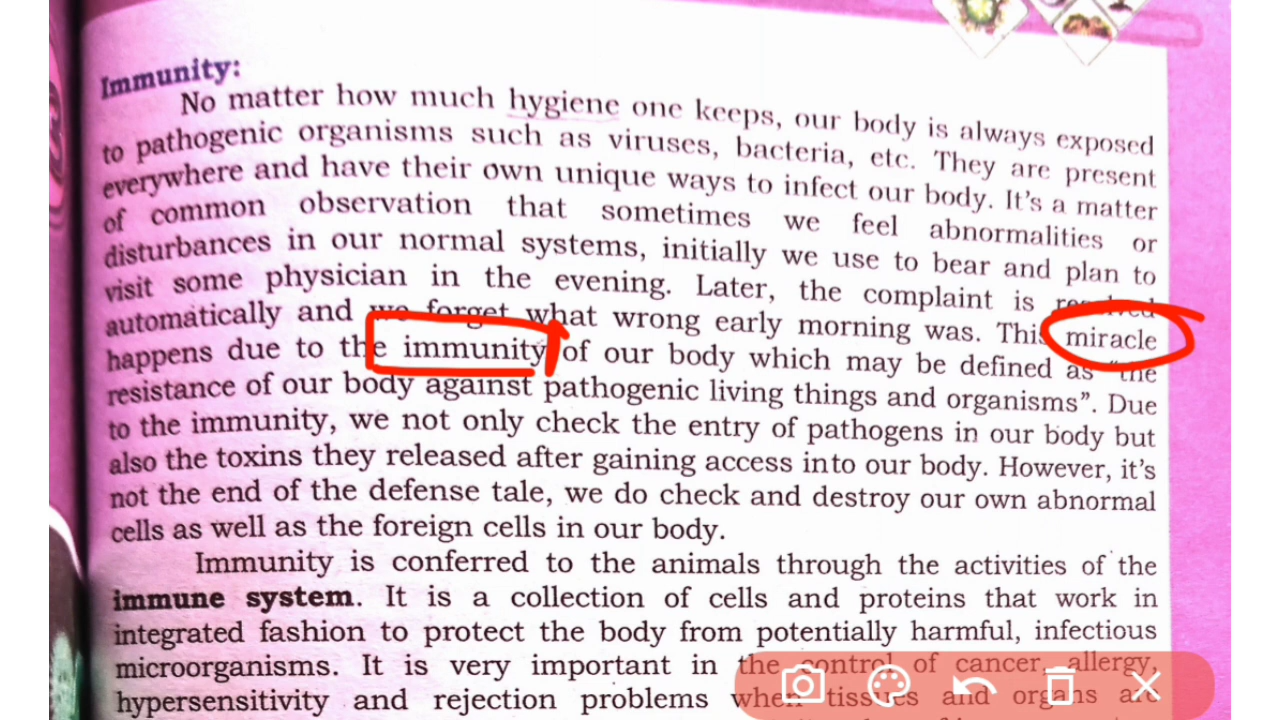 Immunity:
No matter how much hygiene one keeps, our body is always exposed
to pathogenic organisms such as viruses, bacteria, etc. They are present
everywhere and have their own unique ways to infect our body. It's a matter
of common observation that sometimes we feel abnormalities or
disturbances in our normal systems, initially we use to bear and plan to
visit some physician in the evening. Later, the complaint is resolved
automatically and we forget what wrong early morning was. This miracle
happens due to the immunity of our body which may be defined as "the
resistance of our body against pathogenic living things and organisms". Due
to the immunity, we not only check the entry of pathogens in our body but
also the toxins they released after gaining access into our body. However, it's
not the end of the defense tale, we do check and destroy our own abnormal
cells as well as the foreign cells in our body.
Immunity is conferred to the animals through the activities of the
immune system. It is a collection of cells and proteins that work in
integrated fashion to protect the body from potentially harmful, infectious
microorganisms. It is very important in the control of cancer, allergy,
hypersensitivity and rejection problems when tissues and organs are